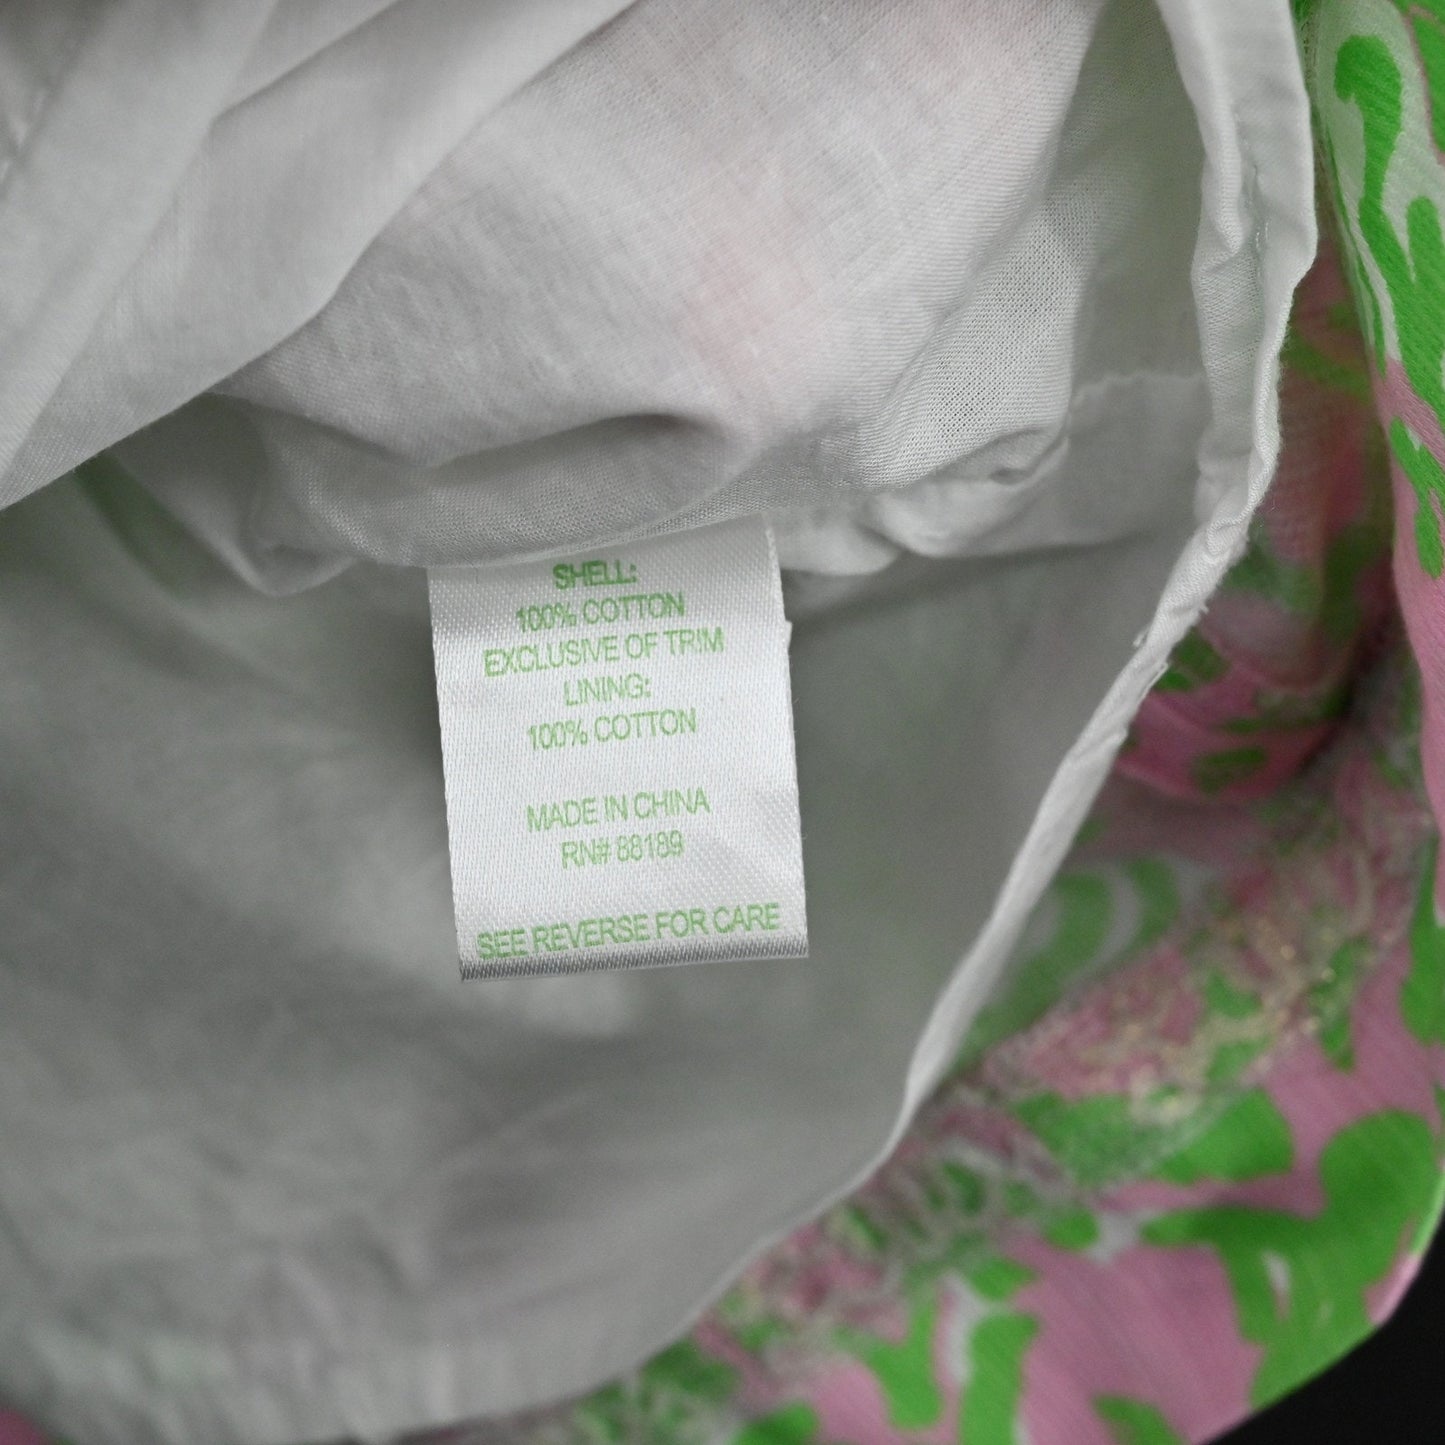 SHELL:
100% COTTON
EXCLUSIVE OF TRIM
LINING:
100% COTTON
MADE IN CHINA
RN# 88189
SEE REVERSE FOR CARE